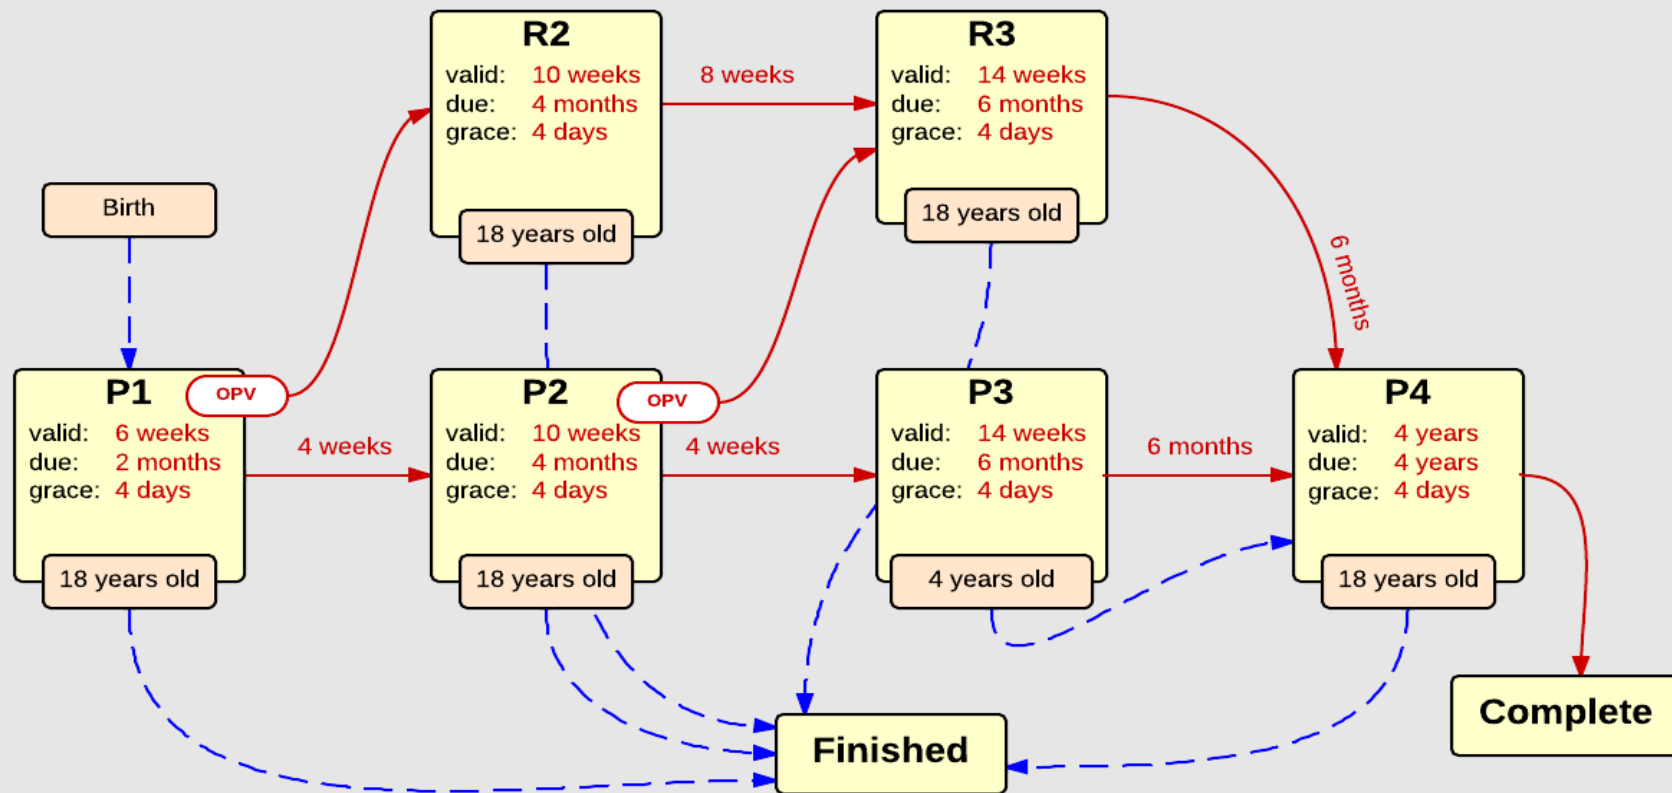 R2
valid: 10 weeks
due: 4 months
grace: 4 days
18 years old
8 weeks
R3
valid: 14 weeks
due: 6 months
grace: 4 days
18 years old
6 months
Birth
P1
OPV
valid: 6 weeks
due: 2 months
grace: 4 days
18 years old
4 weeks
P2
OPV
valid: 10 weeks
due: 4 months
grace: 4 days
18 years old
4 weeks
P3
valid: 14 weeks
due: 6 months
grace: 4 days
4 years old
6 months
P4
valid: 4 years
due: 4 years
grace: 4 days
18 years old
Finished
Complete